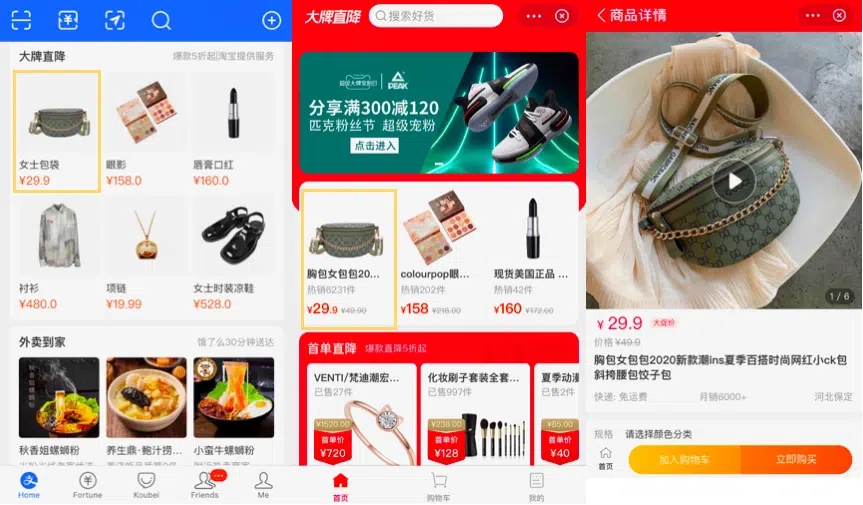 大牌直降
爆款5折起|淘宝提供服务
女士包袋
¥29.9
眼影
¥158.0
唇膏口红
¥160.0
衬衫
¥480.0
项链
¥19.99
女士时装凉鞋
¥528.0
外卖到家
饿了么30分钟送达
秋香姐螺蛳粉
养生鼎·鲍汁捞...
小蛮牛螺蛳粉
Home
Fortune
Koubei
Friends
Me
大牌直降
搜索好货
PEAK
分享满300减120
匹克粉丝节 超级宠粉
点击进入
胸包女包包20...
热销6231件
¥29.9 ¥49.90
colourpop眼...
热销202件
¥158 ¥218.00
现货美国正品 ...
热销42件
¥160 ¥172.00
首单直降
爆款直降5折起
VENTI/梵迪潮宏...
已售27件
¥1520.00
首单价
¥720
化妆刷子套装全套...
已售997件
¥238.00
首单价
¥128
夏季动漫
已售2件
¥65.00
首单价
¥40
首页
购物车
我的
商品详情
1 / 6
¥ 29.9 大促价
价格 ¥49.9
胸包女包包2020新款潮ins夏季百搭时尚网红小ck包
斜挎腰包饺子包
快递: 免运费
月销6000+
河北保定
规格 请选择颜色分类
首页
加入购物车
立即购买